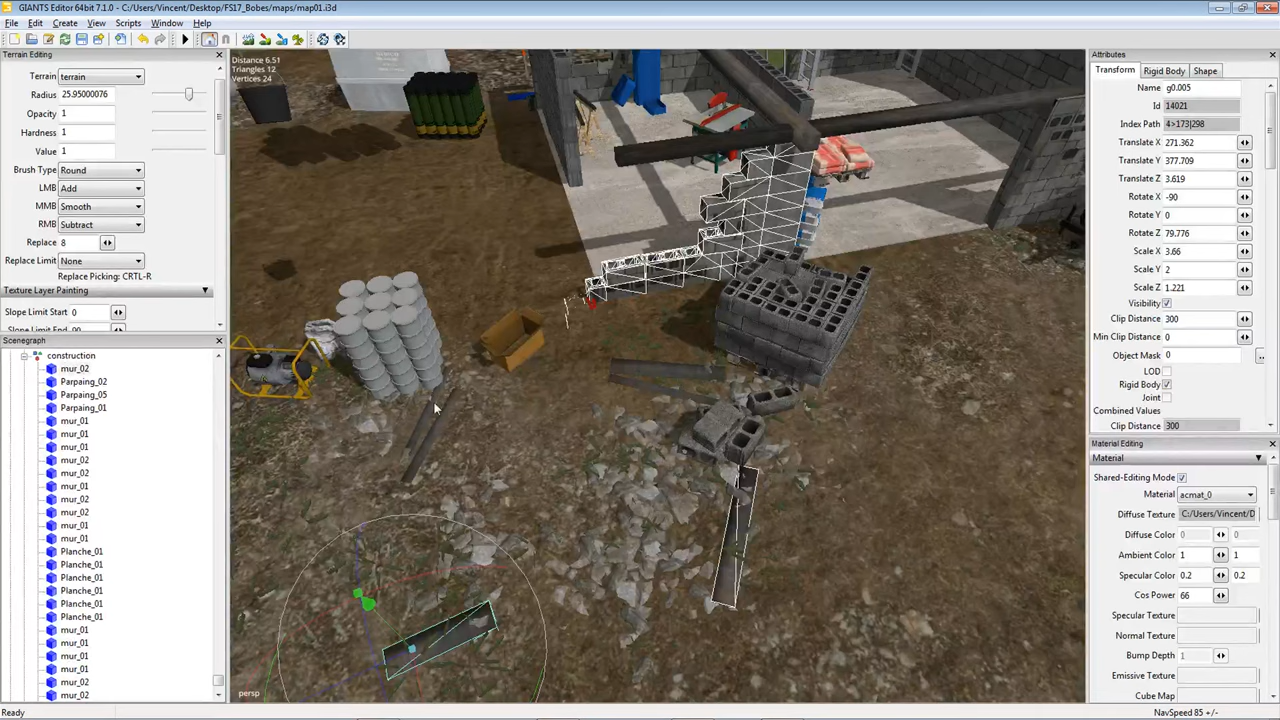 GIANTS Editor 64bit 7.1.0 - C:/Users/Vincent/Desktop/FS17_Bobes/maps/map01.i3d
File Edit Create View Scripts Window Help
Terrain Editing
Terrain terrain
Radius 25.95000076
Opacity 1
Hardness 1
Value 1
Brush Type Round
LMB Add
MMB Smooth
RMB Subtract
Replace 8
Replace Limit None
Replace Picking: CRTL-R
Texture Layer Painting
Slope Limit Start 0
Slope Limit End 90
Scenegraph
construction
mur_02
Parpaing_02
Parpaing_05
Parpaing_01
mur_01
mur_01
mur_01
mur_02
mur_02
mur_01
mur_02
mur_02
mur_01
mur_01
Planche_01
Planche_01
Planche_01
Planche_01
Planche_01
Planche_01
mur_01
mur_01
mur_01
mur_01
mur_02
mur_02
Ready
Distance 6.51
Triangles 12
Vertices 24
persp
Attributes
Transform Rigid Body Shape
Name g0.005
Id 14021
Index Path 4>173|298
Translate X 271.362
Translate Y 377.709
Translate Z 3.619
Rotate X -90
Rotate Y 0
Rotate Z 79.776
Scale X 3.66
Scale Y 2
Scale Z 1.221
Visibility
Clip Distance 300
Min Clip Distance 0
Object Mask 0 ..
LOD
Rigid Body
Joint
Combined Values
Clip Distance 300
Material Editing
Material
Shared-Editing Mode
Material acmat_0
Diffuse Texture C:/Users/Vincent/D
Diffuse Color 0 0
Ambient Color 1 1
Specular Color 0.2 0.2
Cos Power 66
Specular Texture
Normal Texture
Bump Depth 1
Emissive Texture
Cube Map
NavSpeed 85 +/-